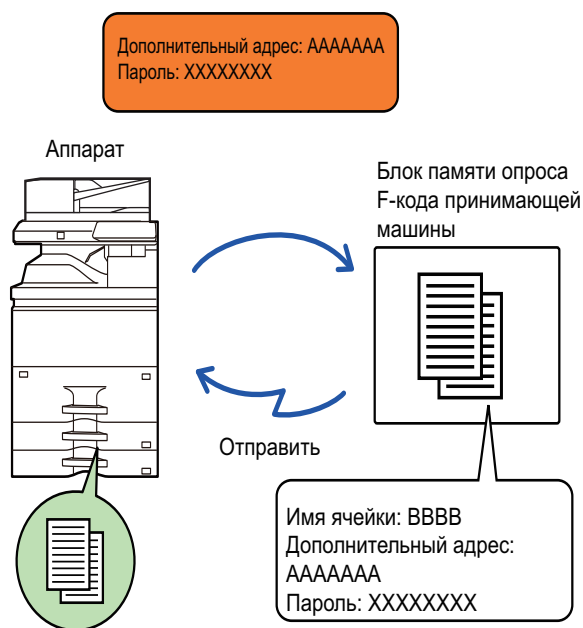 Дополнительный адрес: AAAAAAA
Пароль: XXXXXXXX
Аппарат
Блок памяти опроса
F-кода принимающей
машины
Отправить
Имя ячейки: BBBB
Дополнительный адрес:
AAAAAAA
Пароль: XXXXXXXX